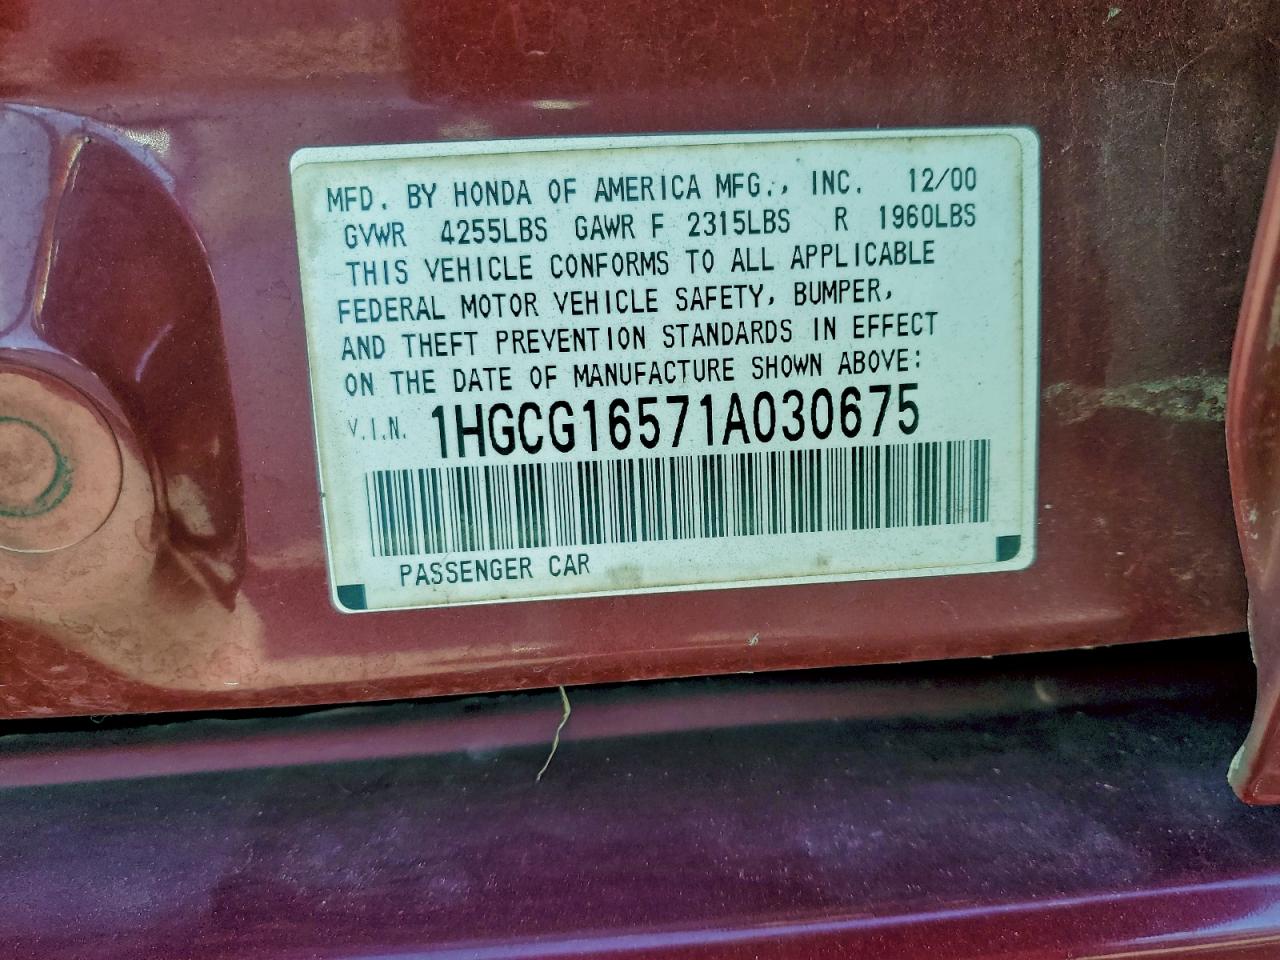 MFD. BY HONDA OF AMERICA MFG., INC. 12/00
GVWR 4255LBS GAWR F 2315LBS R 1960LBS
THIS VEHICLE CONFORMS TO ALL APPLICABLE
FEDERAL MOTOR VEHICLE SAFETY, BUMPER,
AND THEFT PREVENTION STANDARDS IN EFFECT
ON THE DATE OF MANUFACTURE SHOWN ABOVE:
V.I.N. 1HGCG16571A030675
PASSENGER CAR